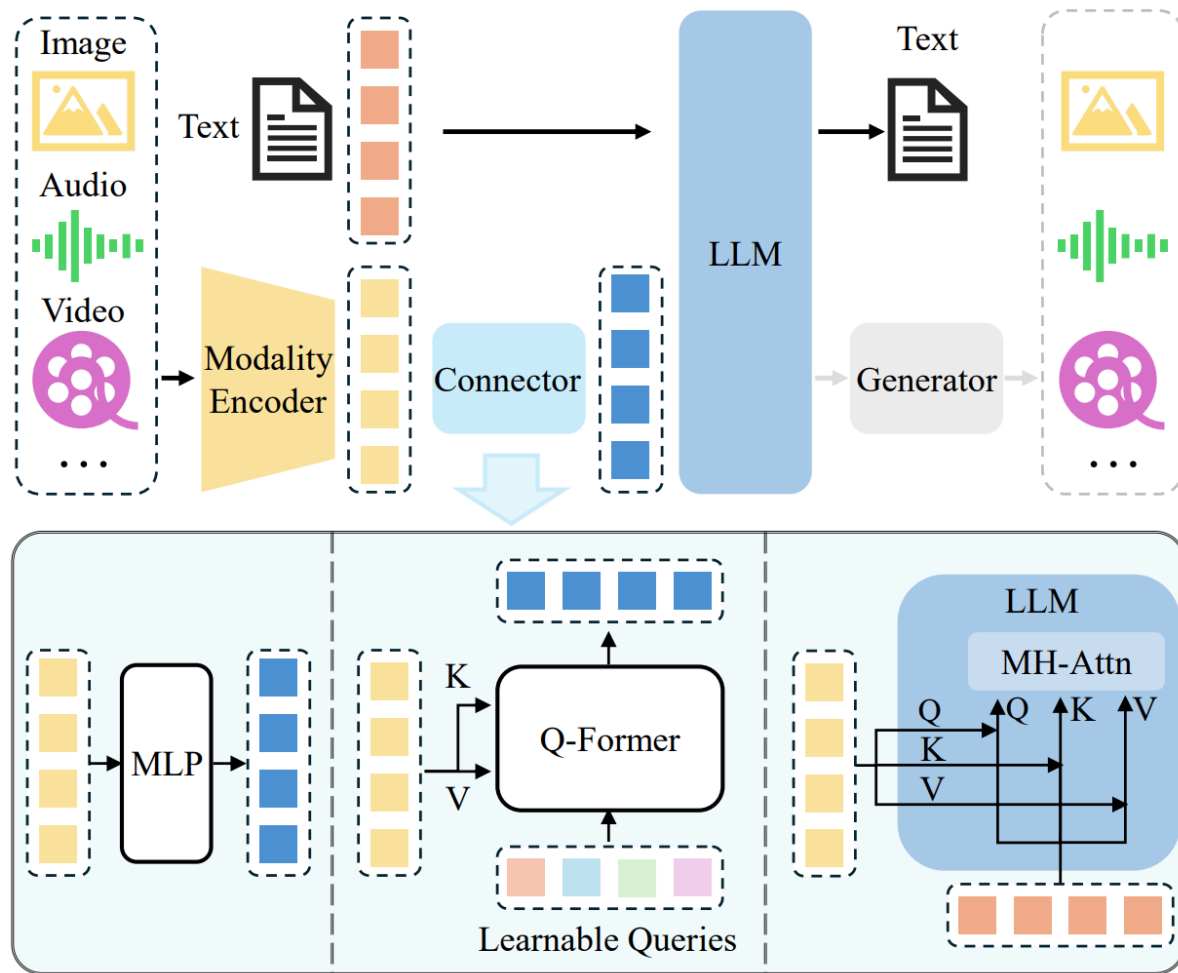 Image
Text
Text
Audio
LLM
Video
Modality
Encoder
Connector
Generator
...
...
LLM
MH-Attn
K
Q
Q
K
V
MLP
Q-Former
K
V
V
Learnable Queries